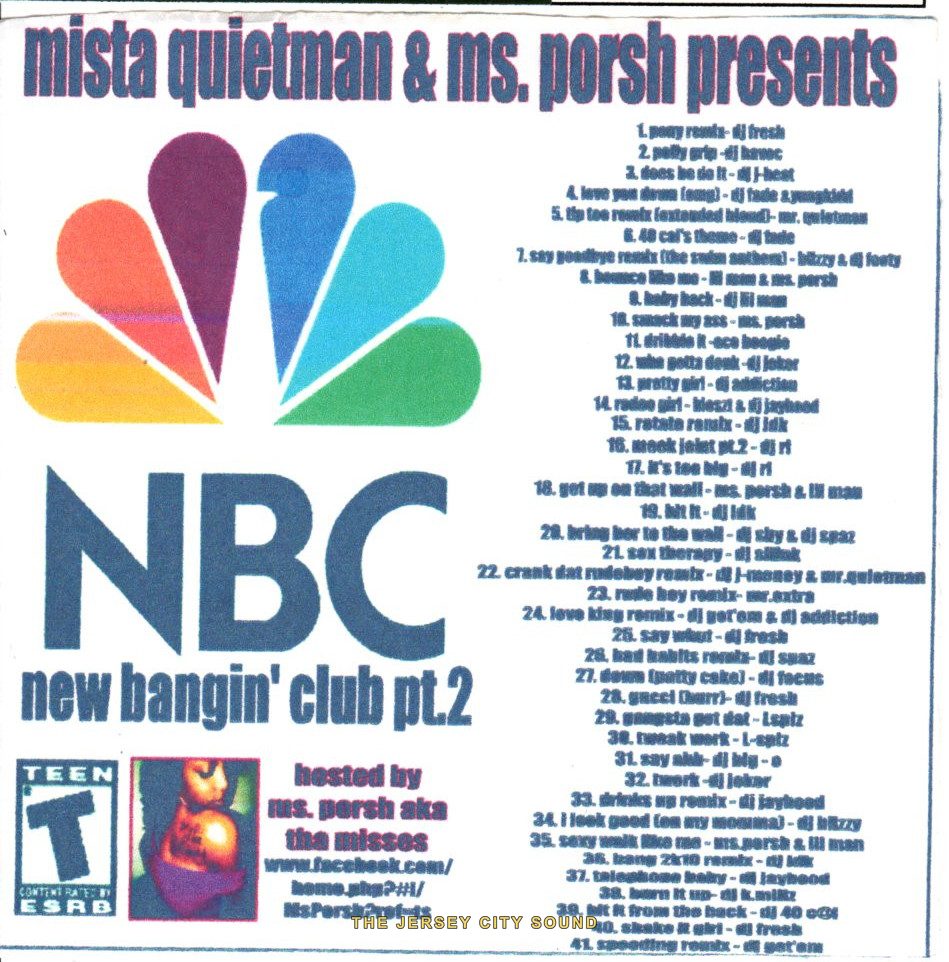 mista quietman & ms. porsh presents
1. pony remix- dj fresh
2. polly grip -dj havoc
3. does he do it - dj j-heat
4. love you down (omg) - dj fade & yungkidd
5. tip toe remix (extended blend)- mr. quietman
6. 40 cal's theme - dj fade
7. say goodbye remix (the swim anthem) - blizzy & dj footy
8. bounce like me - lil man & ms. porsh
9. baby back - dj lil man
10. smack my ass - ms. porsh
11. dribble it -ace boogie
12. who gotta donk -dj joker
13. pretty girl - dj addiction
14. radeo girl - & dj jayhood
15. rotate remix - dj idk
16. meek joint pt.2 - dj rl
17. it's too big - dj rl
18. get up on that wall - ms. porsh & lil man
19. hit it - dj idk
20. bring her to the wall - dj shy & dj spaz
21. sex therapy - dj
22. crank dat rudeboy remix - dj j-money & mr.quietman
23. rude boy remix- mr.extra
24. love king remix - dj get'em & dj addiction
25. say whut - dj fresh
26. bad habits remix- dj spaz
27. down (patty cake) - dj focus
28. gucci (burr)- dj fresh
29. gangsta got dat - l.spiz
30. tweak work - L-spiz
31. say ahh- dj big - o
32. twerk -dj joker
33. drinks up remix - dj jayhood
34. i look good (on my momma) - dj blizzy
35. sexy walk like me - ms.porsh & lil man
36. bang 2k10 remix - dj idk
37. telephone baby - dj jayhood
38. burn it up- dj k.millz
39. hit it from the back - dj 40 c@l
40. shake it girl - dj fresh
41. speeding remix - dj get'em
NBC
new bangin' club pt.2
TEEN
T
CONTENT RATED BY
ESRB
hosted by
ms. porsh aka
tha misses
www.facebook.com/
home.php?#!/
MsPorsh?ref=ts
THE JERSEY CITY SOUND